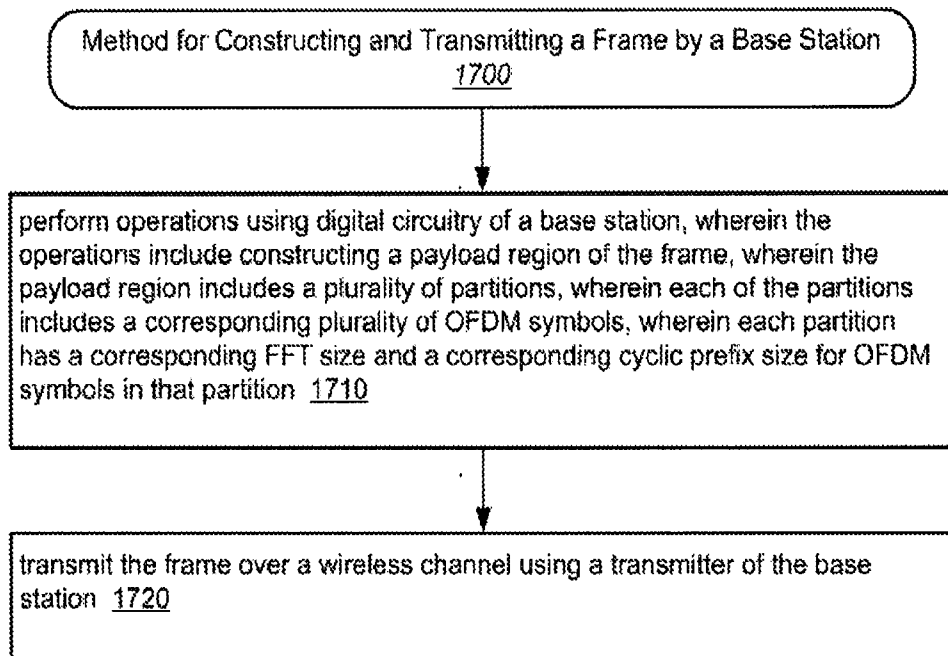 Method for Constructing and Transmitting a Frame by a Base Station
1700
perform operations using digital circuitry of a base station, wherein the
operations include constructing a payload region of the frame, wherein the
payload region includes a plurality of partitions, wherein each of the partitions
includes a corresponding plurality of OFDM symbols, wherein each partition
has a corresponding FFT size and a corresponding cyclic prefix size for OFDM
symbols in that partition 1710
transmit the frame over a wireless channel using a transmitter of the base
station 1720